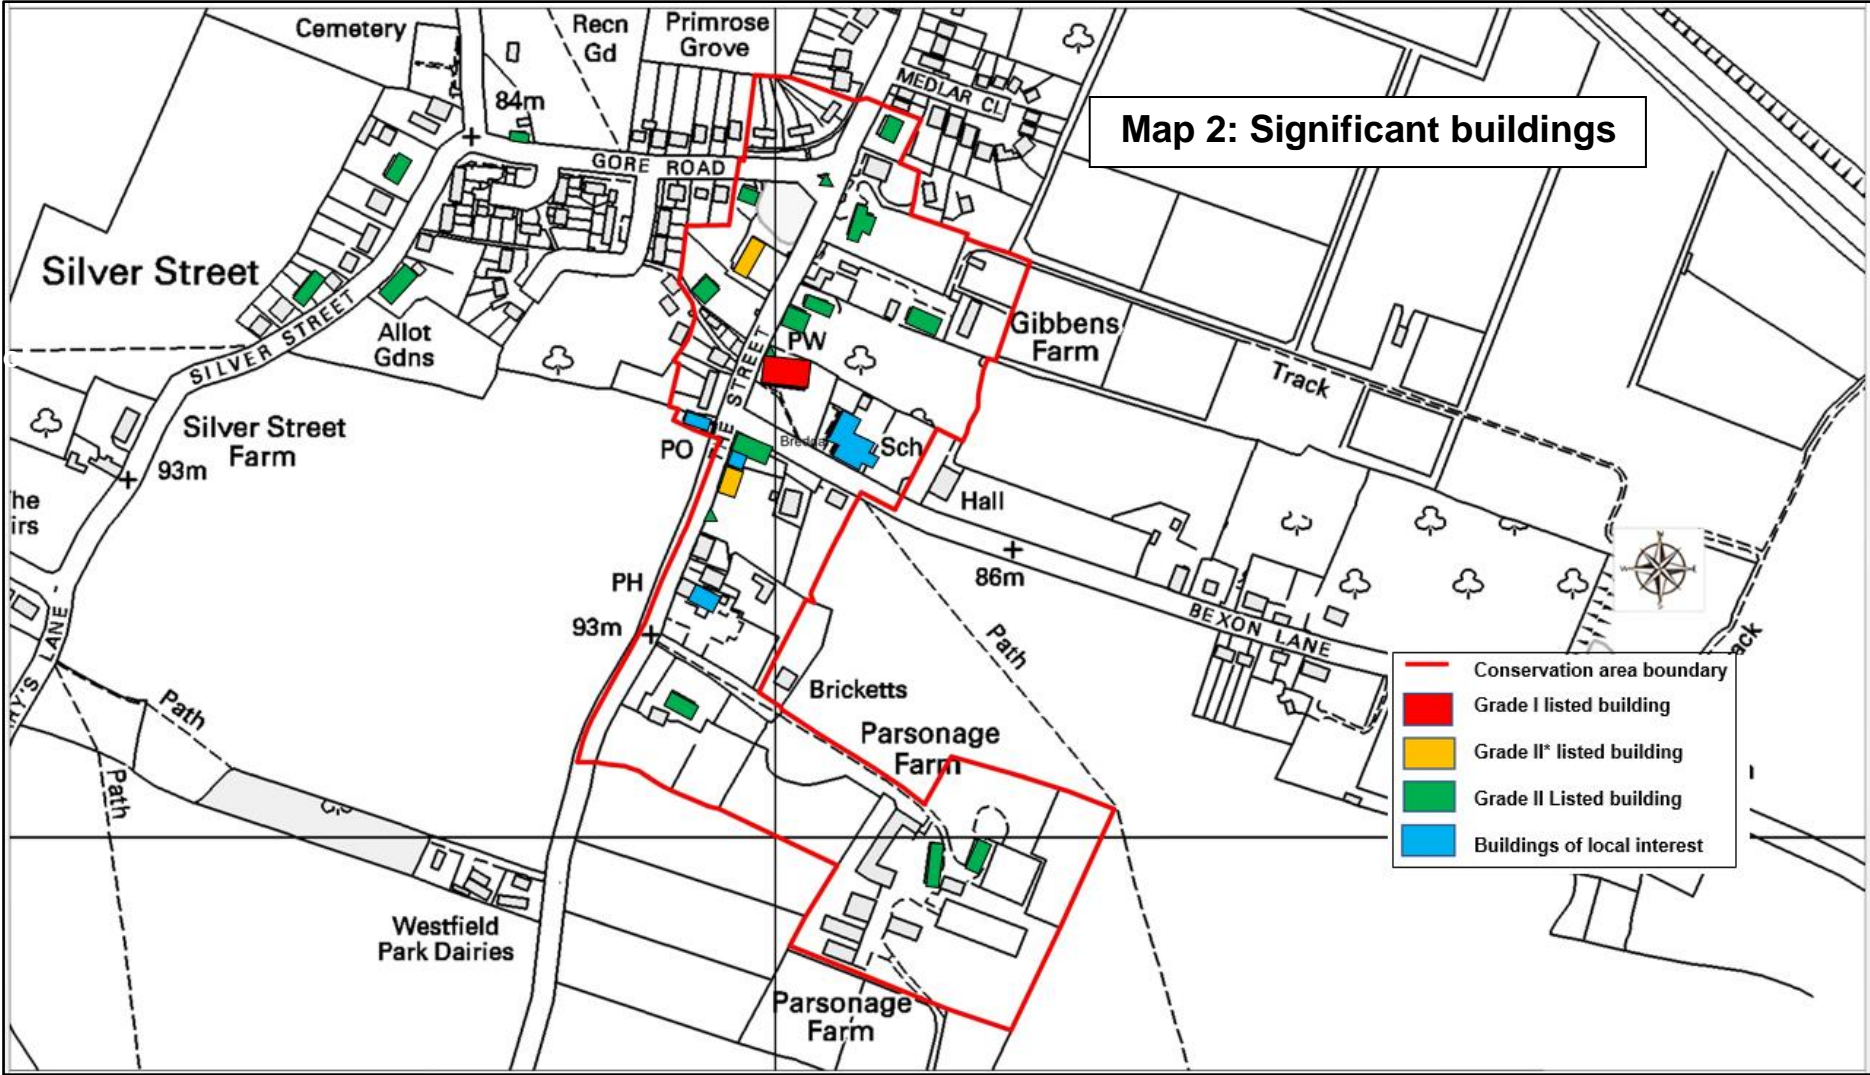 Cemetery
Recn
Gd
Primrose
Grove
84m
MEDLAR CL
Map 2: Significant buildings
GORE ROAD
Silver Street
Allot
Gdns
SILVER STREET
THE STREET
PW
Gibbens
Farm
Track
Silver Street
Farm
93m
PO
Sch
Hall
86m
PH
93m
BEXON LANE
Path
Bricketts
Parsonage
Farm
Path
Path
Westfield
Park Dairies
Parsonage
Farm
Conservation area boundary
Grade I listed building
Grade II* listed building
Grade II Listed building
Buildings of local interest